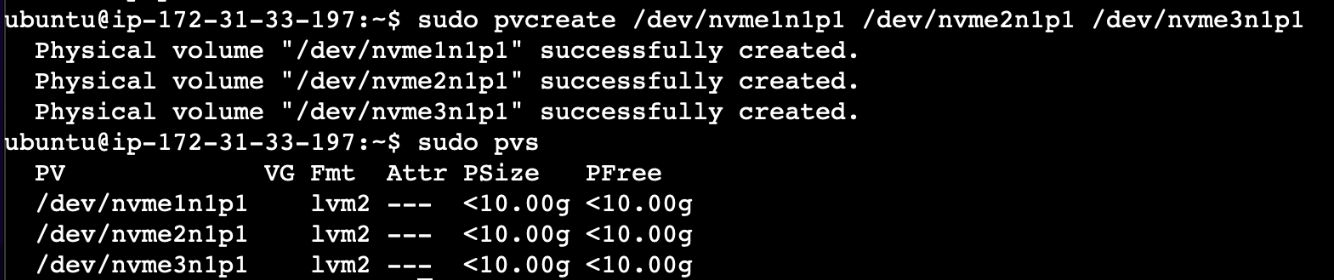 ubuntu@ip-172-31-33-197:~$ sudo pvcreate /dev/nvme1n1p1 /dev/nvme2n1p1 /dev/nvme3n1p1
  Physical volume "/dev/nvme1n1p1" successfully created.
  Physical volume "/dev/nvme2n1p1" successfully created.
  Physical volume "/dev/nvme3n1p1" successfully created.
ubuntu@ip-172-31-33-197:~$ sudo pvs
  PV             VG Fmt  Attr PSize   PFree
  /dev/nvme1n1p1    lvm2 ---  <10.00g <10.00g
  /dev/nvme2n1p1    lvm2 ---  <10.00g <10.00g
  /dev/nvme3n1p1    lvm2 ---  <10.00g <10.00g